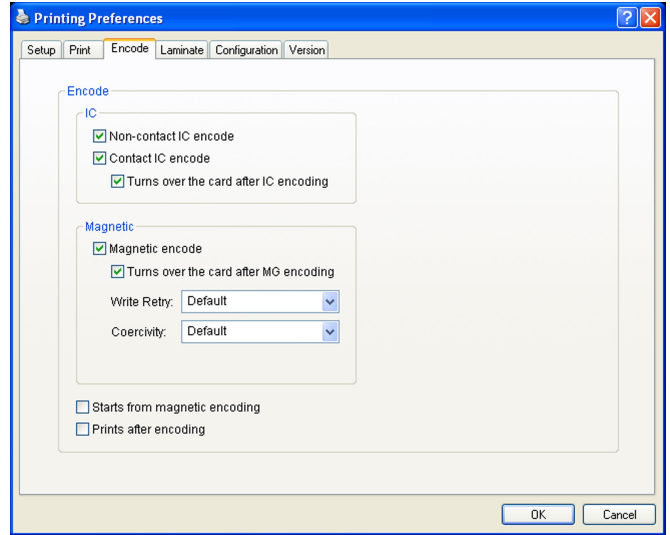 Printing Preferences
Setup Print Encode Laminate Configuration Version
Encode
IC
Non-contact IC encode
Contact IC encode
Turns over the card after IC encoding
Magnetic
Magnetic encode
Turns over the card after MG encoding
Write Retry: Default
Coercivity: Default
Starts from magnetic encoding
Prints after encoding
OK Cancel